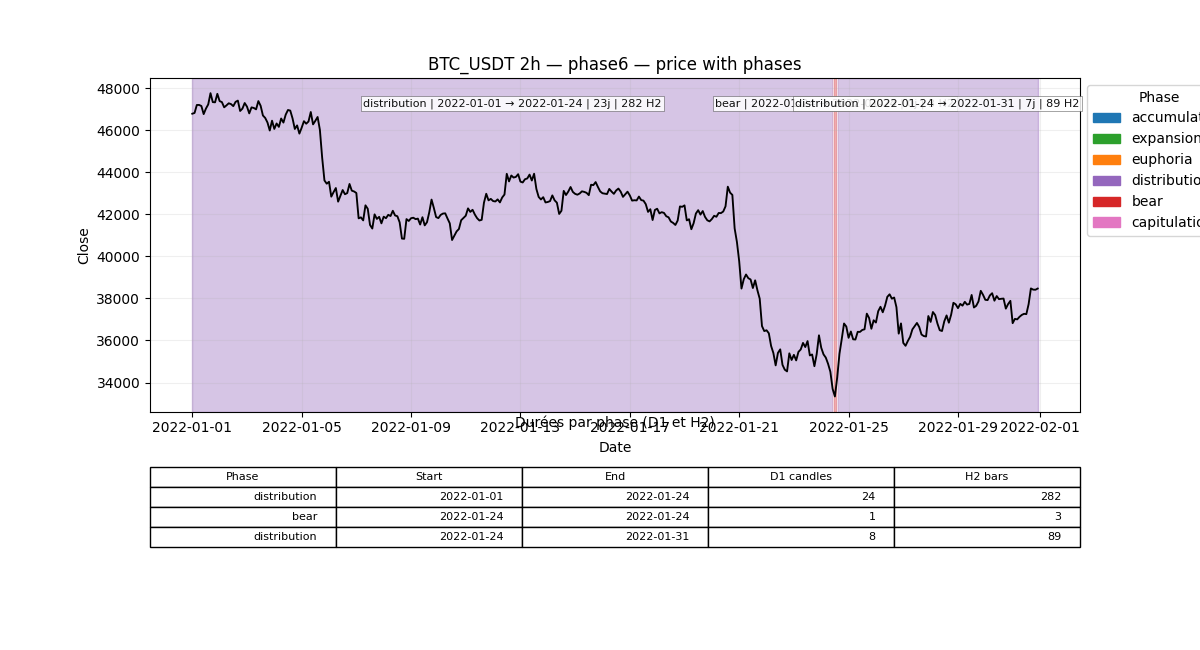 BTC_USDT 2h — phase6 — price with phases
48000
46000
44000
42000
40000
38000
36000
34000
Close
distribution | 2022-01-01 → 2022-01-24 | 23j | 282 H2
bear | 2022-01
distribution | 2022-01-24 → 2022-01-31 | 7j | 89 H2
Phase
accumulat
expansion
euphoria
distributio
bear
capitulatio
2022-01-01 2022-01-05 2022-01-09 2022-01-13 2022-01-17 2022-01-21 2022-01-25 2022-01-29 2022-02-01
Durées par phase (D1 et H2)
Date
Phase Start End D1 candles H2 bars
distribution 2022-01-01 2022-01-24 24 282
bear 2022-01-24 2022-01-24 1 3
distribution 2022-01-24 2022-01-31 8 89